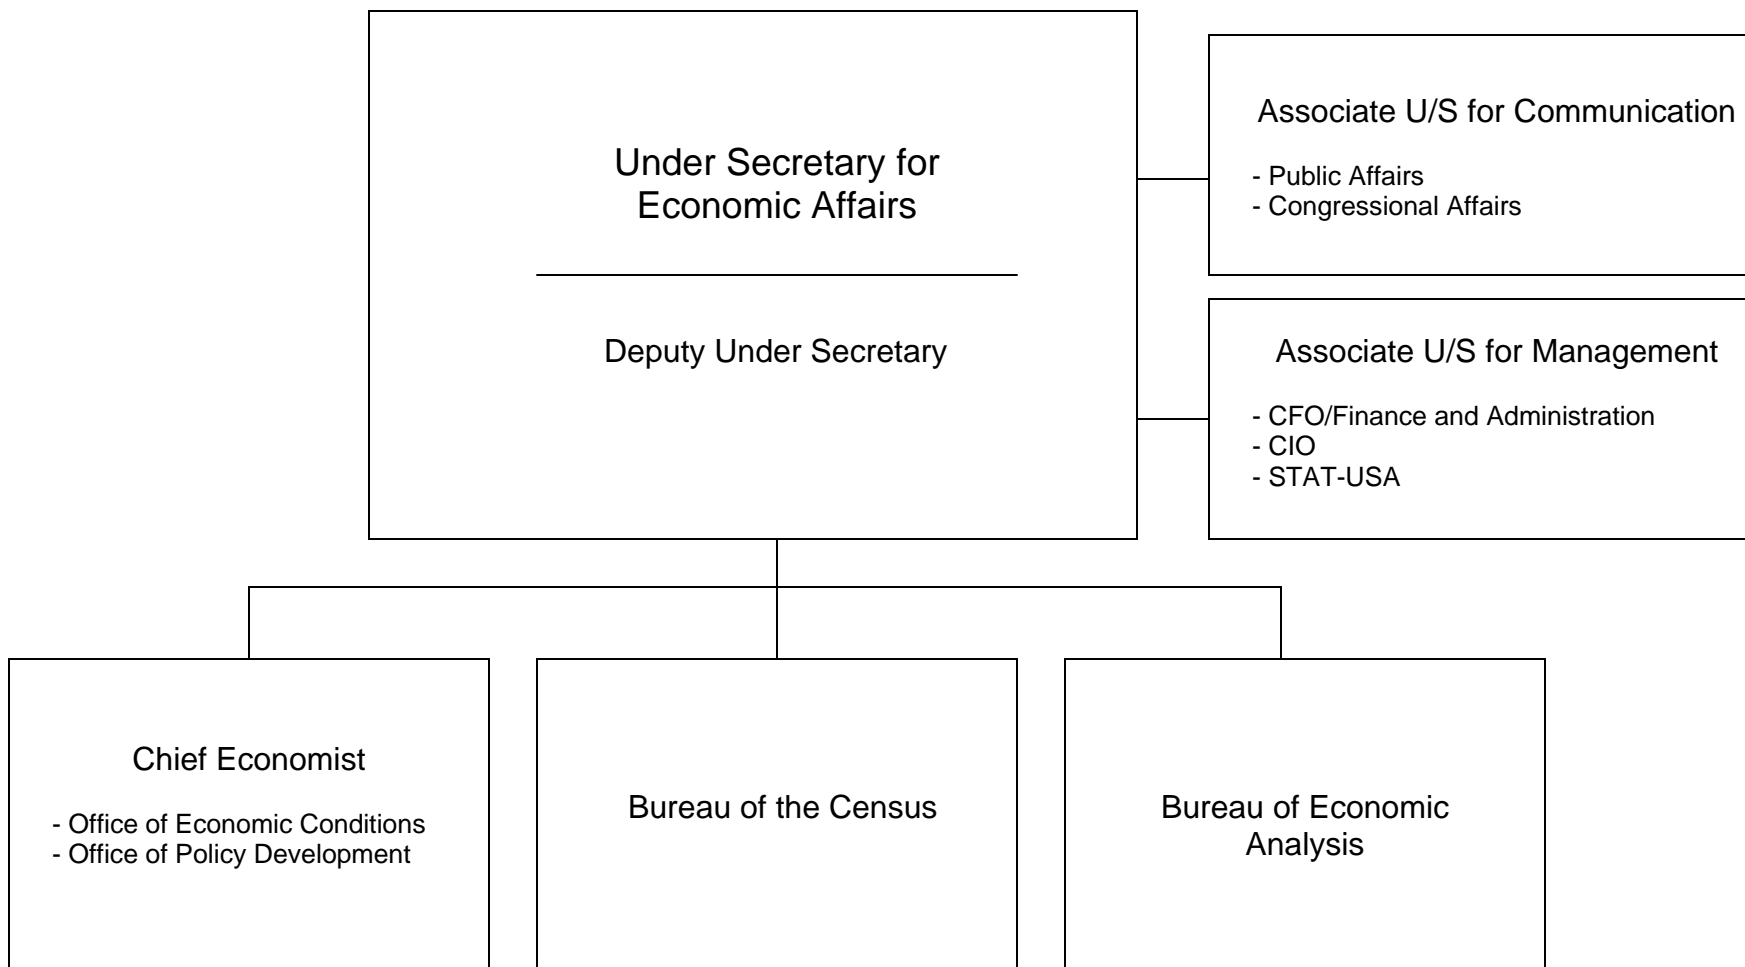 Under Secretary for
Economic Affairs
Deputy Under Secretary
Associate U/S for Communication
- Public Affairs
- Congressional Affairs
Associate U/S for Management
- CFO/Finance and Administration
- CIO
- STAT-USA
Chief Economist
- Office of Economic Conditions
- Office of Policy Development
Bureau of the Census
Bureau of Economic
Analysis